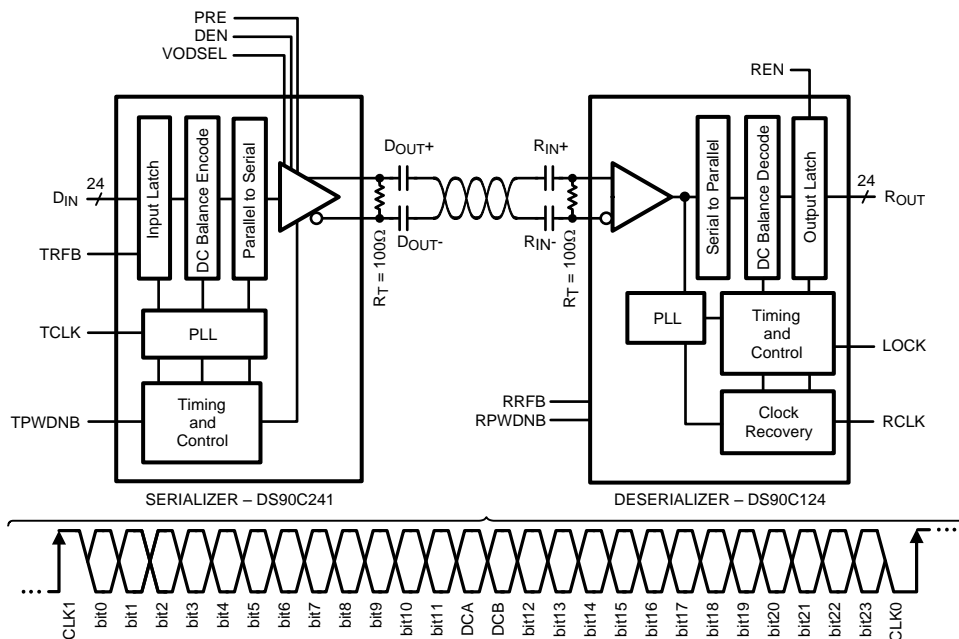 PRE
DEN
VODSEL
REN
Input Latch
DC Balance Encode
Parallel to Serial
DOUT+
RIN+
Serial to Parallel
DC Balance Decode
Output Latch
24
DIN
24
ROUT
TRFB
DOUT-
RIN-
RT = 100Ω
RT = 100Ω
TCLK
PLL
PLL
Timing
and
Control
LOCK
TPWDNB
Timing
and
Control
RRFB
RPWDNB
Clock
Recovery
RCLK
SERIALIZER – DS90C241
DESERIALIZER – DS90C124
CLK1
bit0
bit1
bit2
bit3
bit4
bit5
bit6
bit7
bit8
bit9
bit10
bit11
DCA
DCB
bit12
bit13
bit14
bit15
bit16
bit17
bit18
bit19
bit20
bit21
bit22
bit23
CLK0